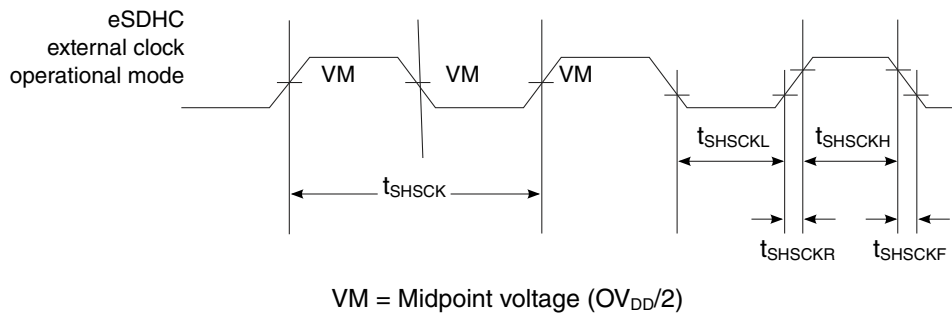 eSDHC
external clock
operational mode
VM VM VM
tSHSCKL tSHSCKH
tSHSCK
tSHSCKR tSHSCKF
VM = Midpoint voltage (OVDD/2)